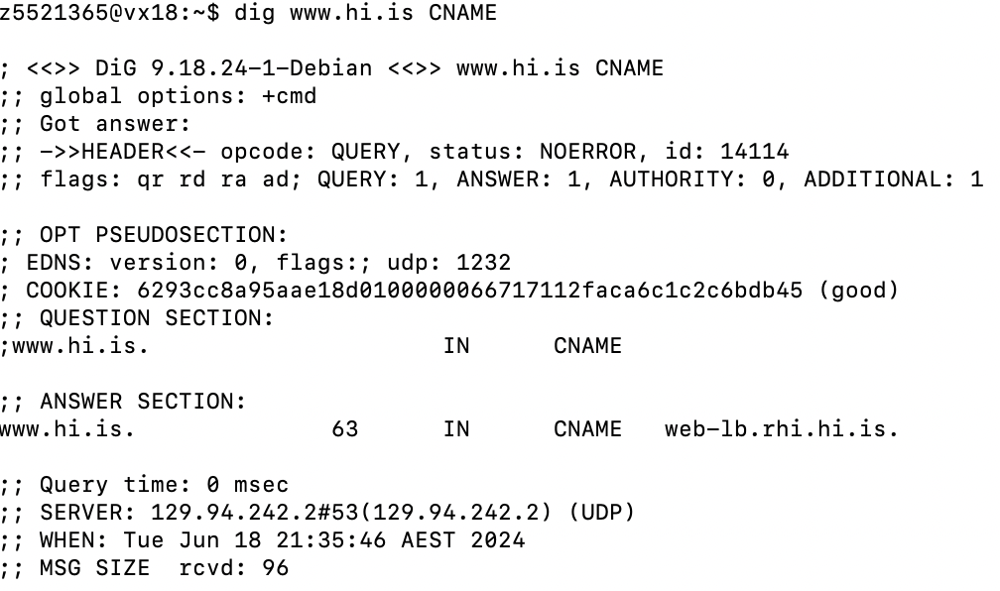 z5521365@vx18:~$ dig www.hi.is CNAME
; <<>> DiG 9.18.24-1-Debian <<>> www.hi.is CNAME
;; global options: +cmd
;; Got answer:
;; ->>HEADER<<- opcode: QUERY, status: NOERROR, id: 14114
;; flags: qr rd ra ad; QUERY: 1, ANSWER: 1, AUTHORITY: 0, ADDITIONAL: 1
;; OPT PSEUDOSECTION:
; EDNS: version: 0, flags:; udp: 1232
; COOKIE: 6293cc8a95aae18d0100000066717112faca6c1c2c6bdb45 (good)
;; QUESTION SECTION:
;www.hi.is. IN CNAME
;; ANSWER SECTION:
www.hi.is. 63 IN CNAME web-lb.rhi.hi.is.
;; Query time: 0 msec
;; SERVER: 129.94.242.2#53(129.94.242.2) (UDP)
;; WHEN: Tue Jun 18 21:35:46 AEST 2024
;; MSG SIZE rcvd: 96